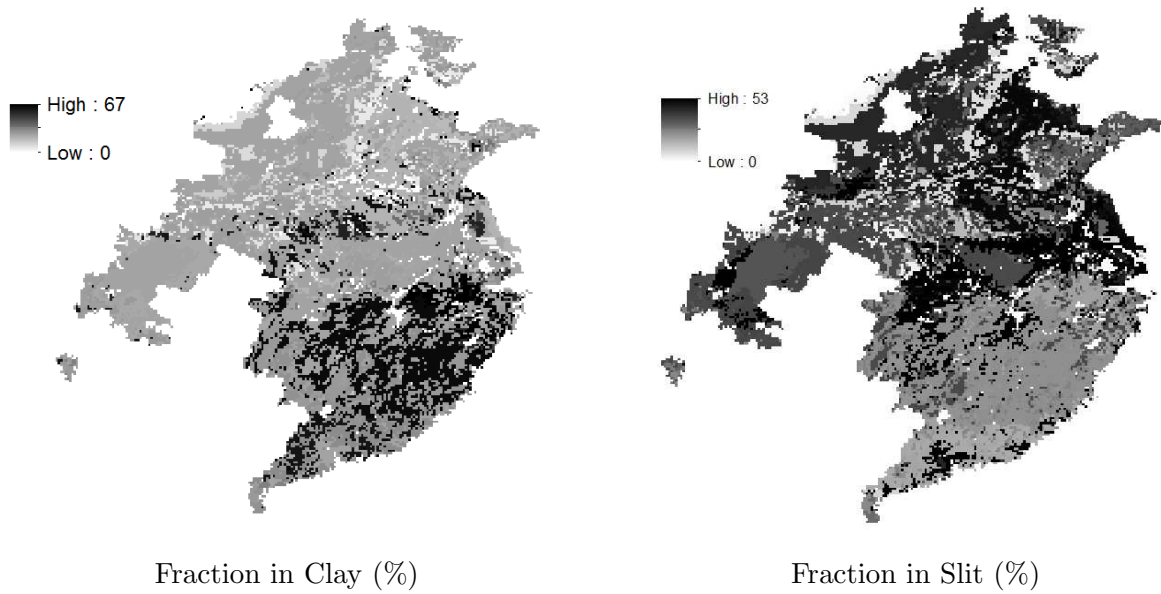 High : 67
Low : 0
High : 53
Low : 0
Fraction in Clay (%)
Fraction in Slit (%)